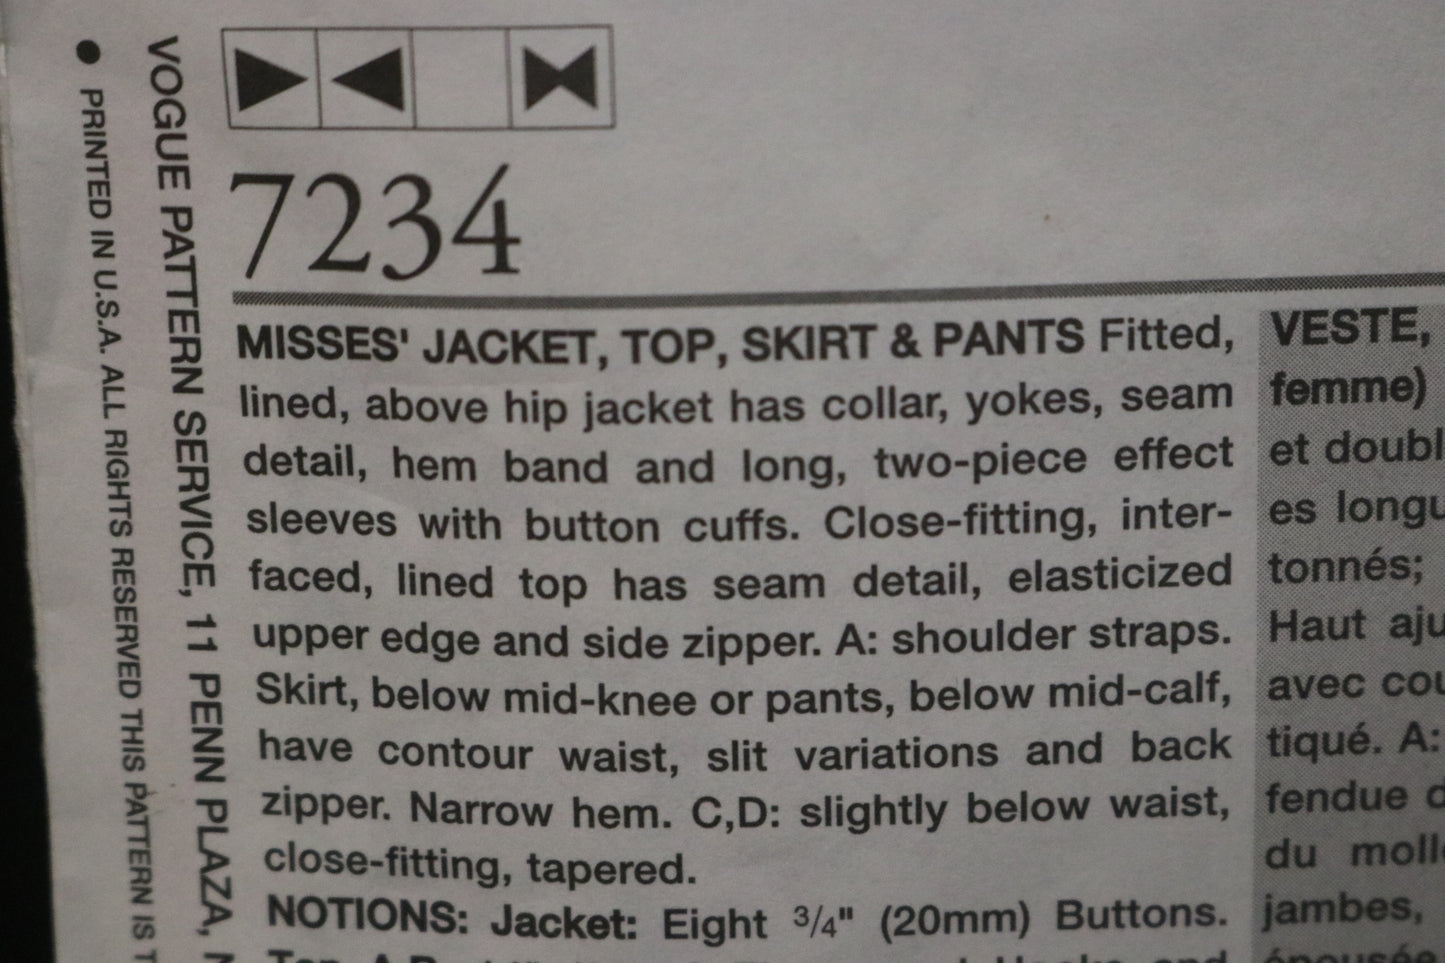 ● PRINTED IN U.S.A. ALL RIGHTS RESERVED THIS PATTERN IS
VOGUE PATTERN SERVICE, 11 PENN PLAZA,
7234
MISSES' JACKET, TOP, SKIRT & PANTS Fitted,
lined, above hip jacket has collar, yokes, seam
detail, hem band and long, two-piece effect
sleeves with button cuffs. Close-fitting, inter-
faced, lined top has seam detail, elasticized
upper edge and side zipper. A: shoulder straps.
Skirt, below mid-knee or pants, below mid-calf,
have contour waist, slit variations and back
zipper. Narrow hem. C,D: slightly below waist,
close-fitting, tapered.
NOTIONS: Jacket: Eight 3/4" (20mm) Buttons.
VESTE,
femme)
et doubl
es longu
tonnés;
Haut aju
avec cou
tiqué. A:
fendue d
du moll
jambes,